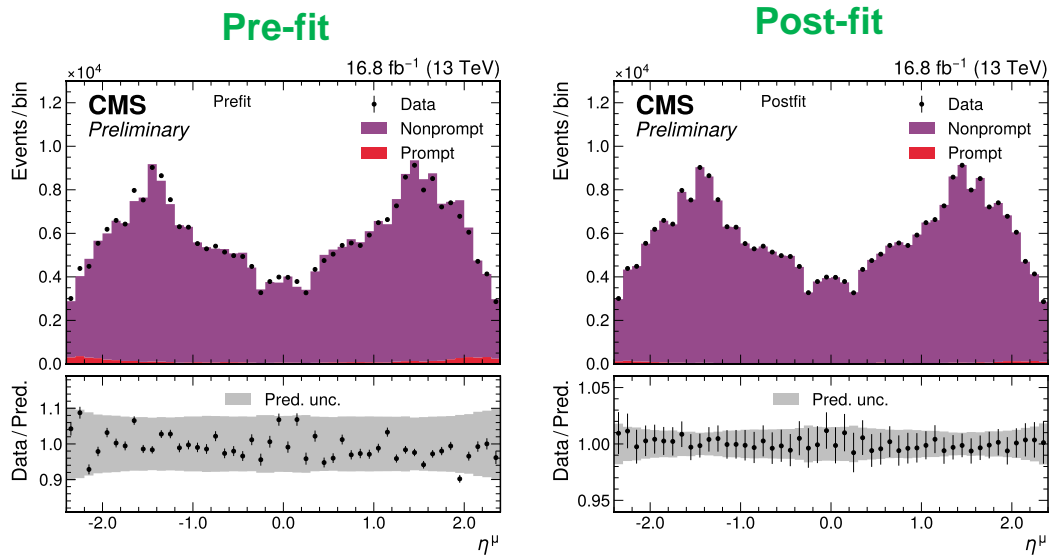 Pre-fit
×10⁴
16.8 fb⁻¹ (13 TeV)
CMS
Preliminary
Prefit
Data
Nonprompt
Prompt
Events/bin
1.2
1.0
0.8
0.6
0.4
0.2
0.0
Pred. unc.
Data/Pred.
1.1
1.0
0.9
-2.0 -1.0 0.0 1.0 2.0
η^μ
Post-fit
×10⁴
16.8 fb⁻¹ (13 TeV)
CMS
Preliminary
Postfit
Data
Nonprompt
Prompt
Events/bin
1.2
1.0
0.8
0.6
0.4
0.2
0.0
Pred. unc.
Data/Pred.
1.05
1.00
0.95
-2.0 -1.0 0.0 1.0 2.0
η^μ